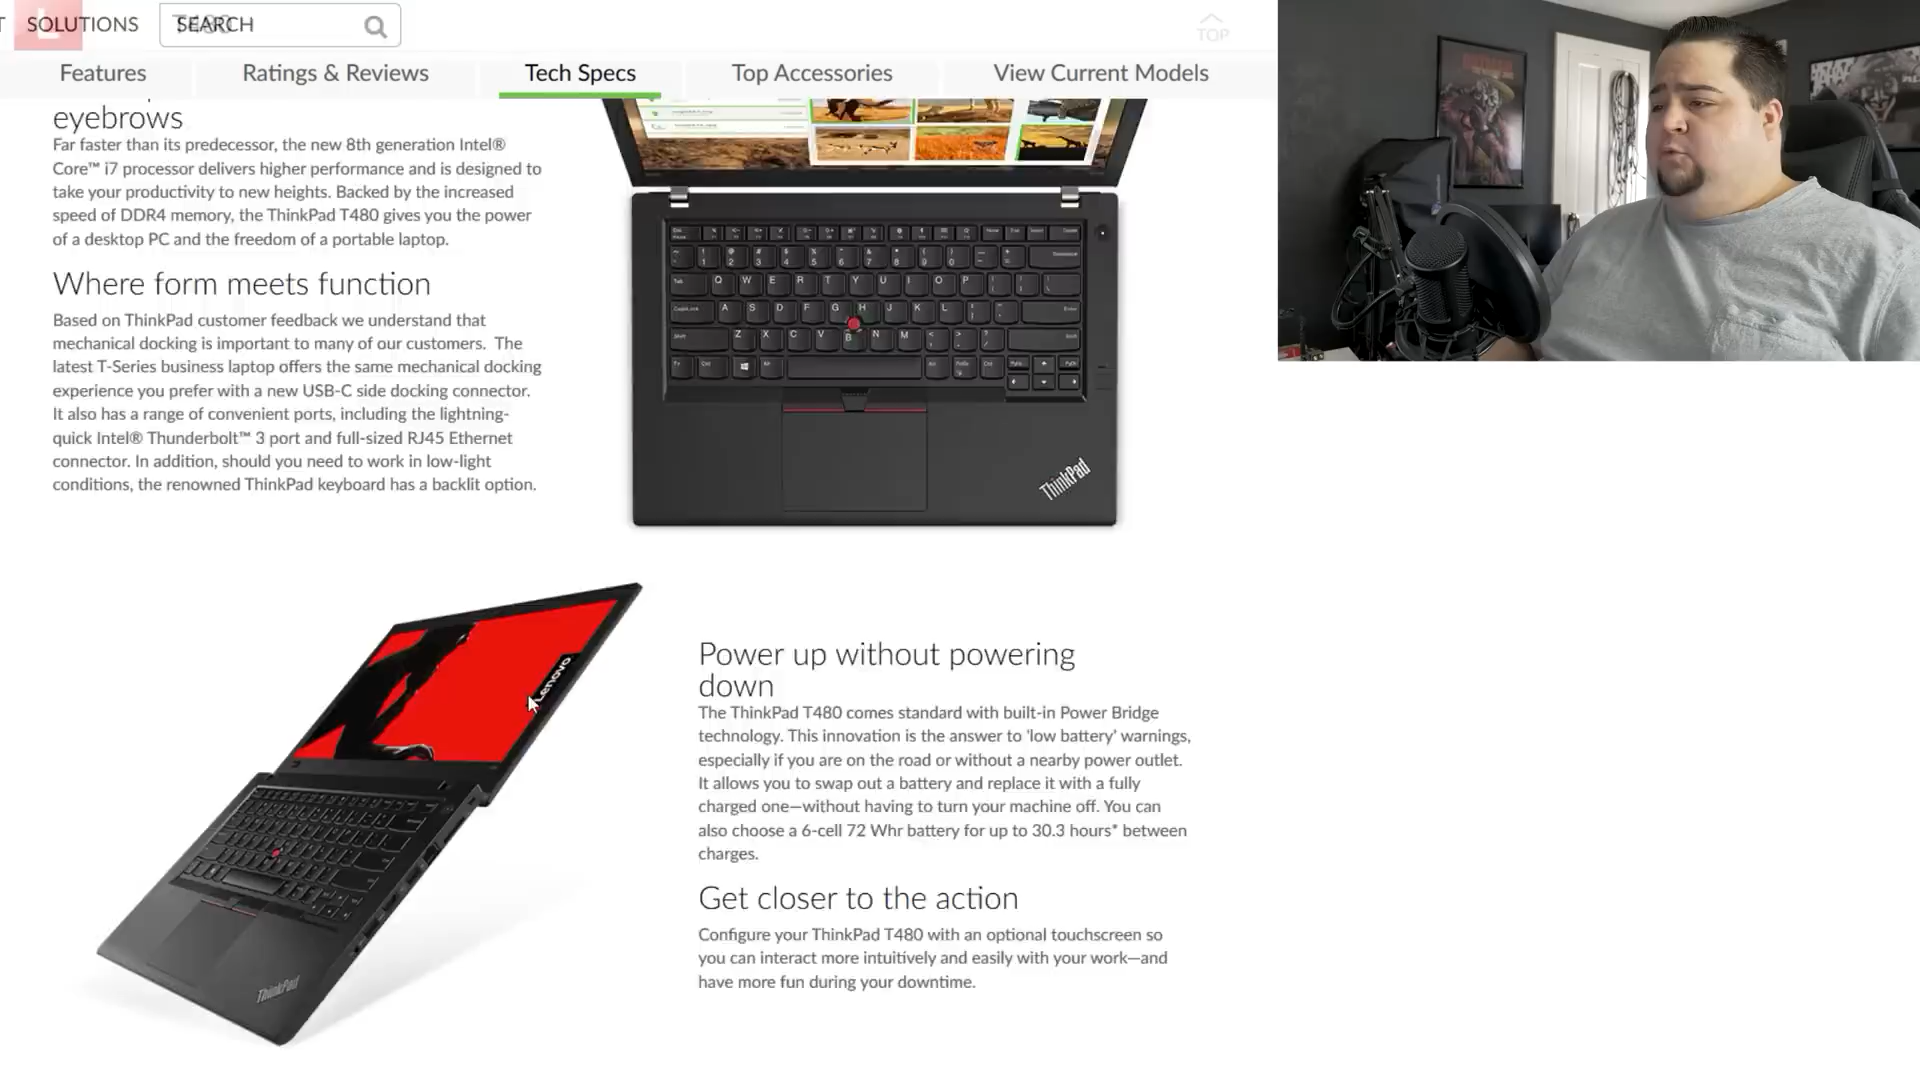 SOLUTIONS
SEARCH
TOP
Features
Ratings & Reviews
Tech Specs
Top Accessories
View Current Models
eyebrows
Far faster than its predecessor, the new 8th generation Intel®
Core™ i7 processor delivers higher performance and is designed to
take your productivity to new heights. Backed by the increased
speed of DDR4 memory, the ThinkPad T480 gives you the power
of a desktop PC and the freedom of a portable laptop.
Where form meets function
Based on ThinkPad customer feedback we understand that
mechanical docking is important to many of our customers.  The
latest T-Series business laptop offers the same mechanical docking
experience you prefer with a new USB-C side docking connector.
It also has a range of convenient ports, including the lightning-
quick Intel® Thunderbolt™ 3 port and full-sized RJ45 Ethernet
connector. In addition, should you need to work in low-light
conditions, the renowned ThinkPad keyboard has a backlit option.
Q W E R T Y U I O P
A S D F G H J K L
Z X C V B N M
ThinkPad
Lenovo
ThinkPad
Power up without powering
down
The ThinkPad T480 comes standard with built-in Power Bridge
technology. This innovation is the answer to 'low battery' warnings,
especially if you are on the road or without a nearby power outlet.
It allows you to swap out a battery and replace it with a fully
charged one—without having to turn your machine off. You can
also choose a 6-cell 72 Whr battery for up to 30.3 hours* between
charges.
Get closer to the action
Configure your ThinkPad T480 with an optional touchscreen so
you can interact more intuitively and easily with your work—and
have more fun during your downtime.